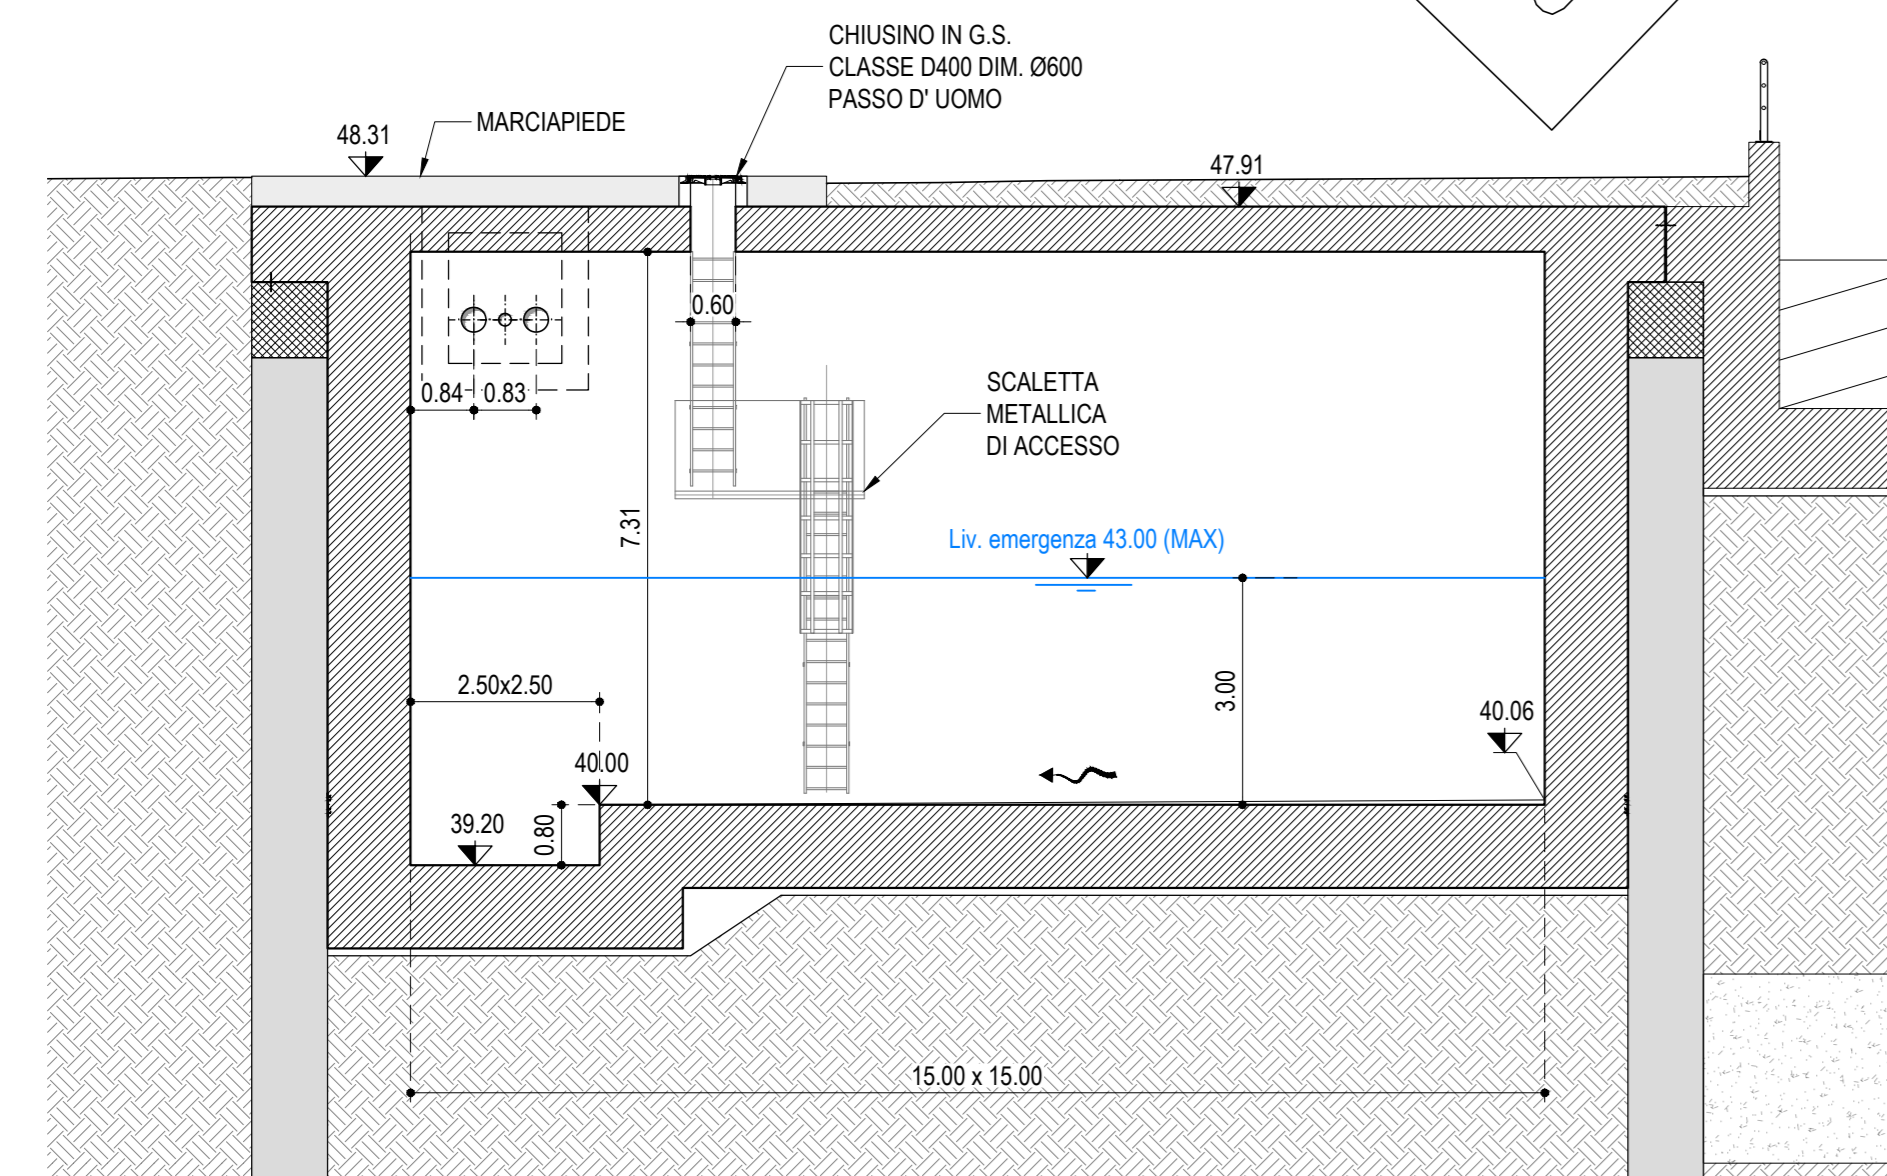 CHIUSINO IN G.S.
CLASSE D400 DIM. Ø600
PASSO D' UOMO
MARCIAPIEDE
48.31
47.91
0.60
0.84
0.83
SCALETTA
METALLICA
DI ACCESSO
7.31
Liv. emergenza 43.00 (MAX)
2.50x2.50
3.00
40.06
40.00
39.20
0.80
15.00 x 15.00